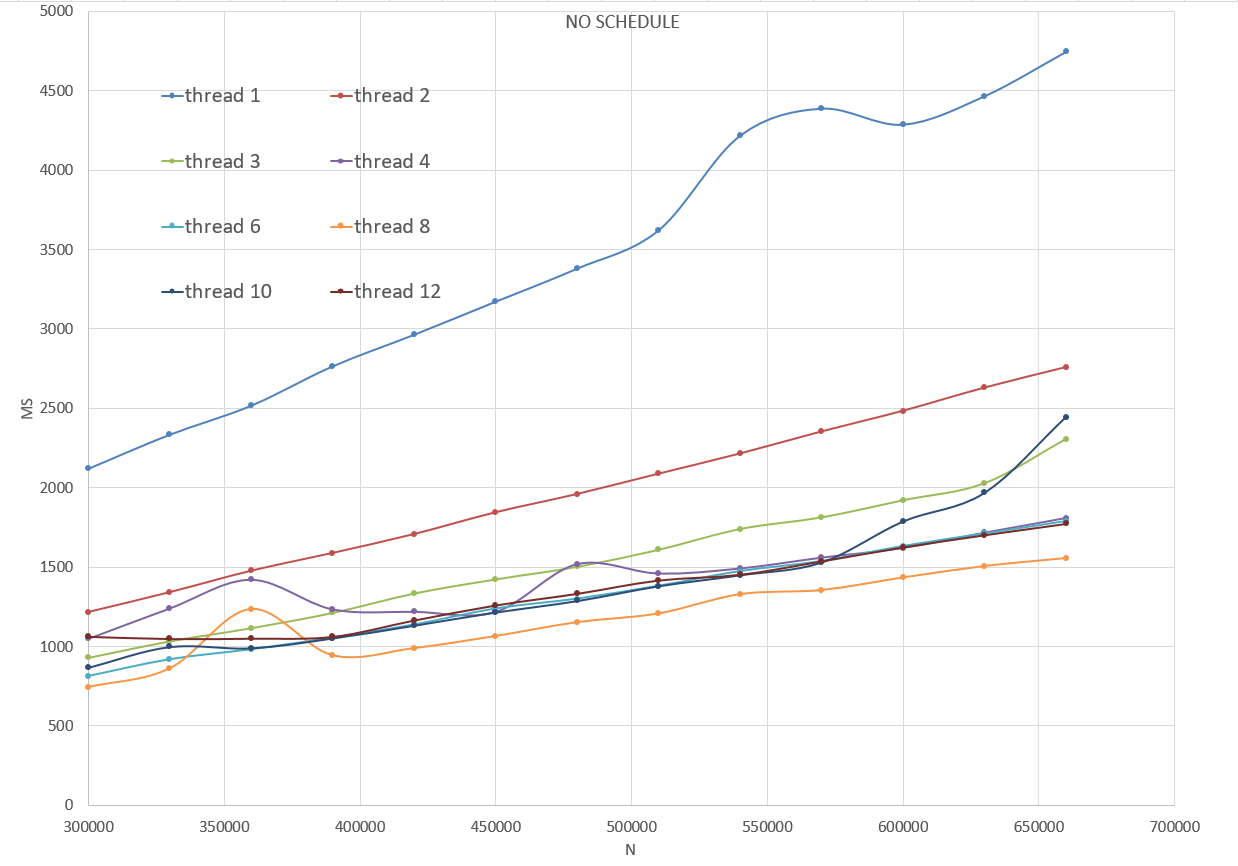 NO SCHEDULE
5000
4500
4000
3500
3000
2500
2000
1500
1000
500
0
MS
thread 1 thread 2
thread 3 thread 4
thread 6 thread 8
thread 10 thread 12
300000 350000 400000 450000 500000 550000 600000 650000 700000
N